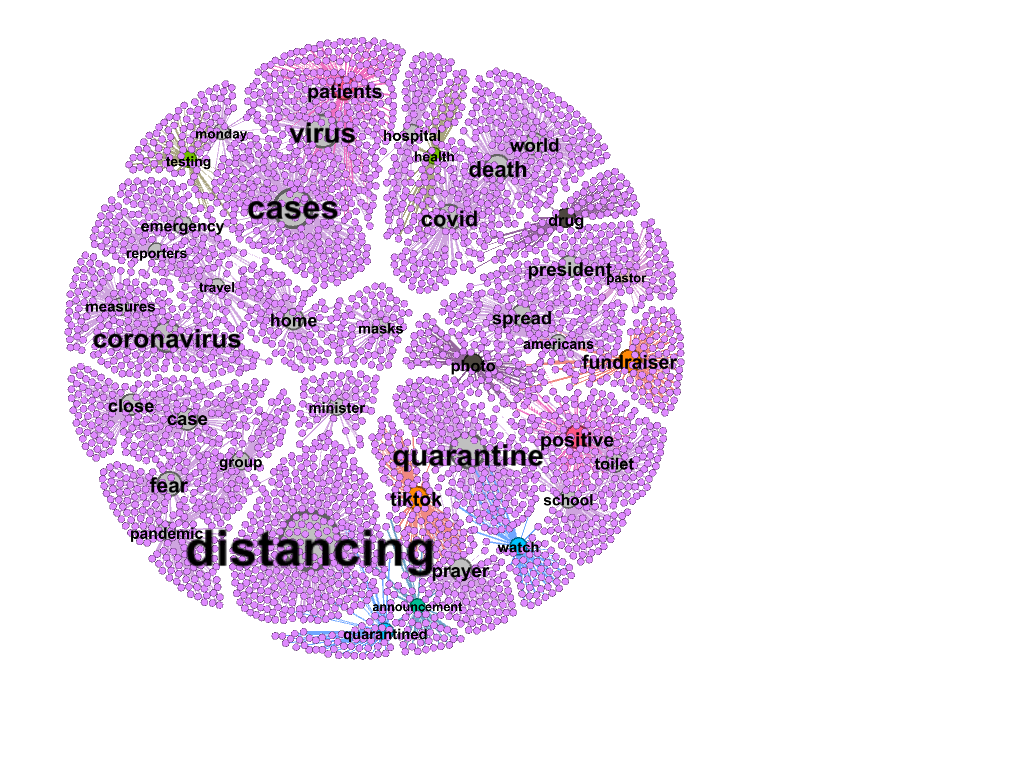 patients
virus
monday
hospital
testing
health
world
death
cases
covid
drug
emergency
reporters
president
pastor
travel
measures
home
masks
spread
coronavirus
americans
photo
fundraiser
close
case
minister
positive
quarantine
group
toilet
fear
tiktok
school
pandemic
distancing
watch
prayer
announcement
quarantined